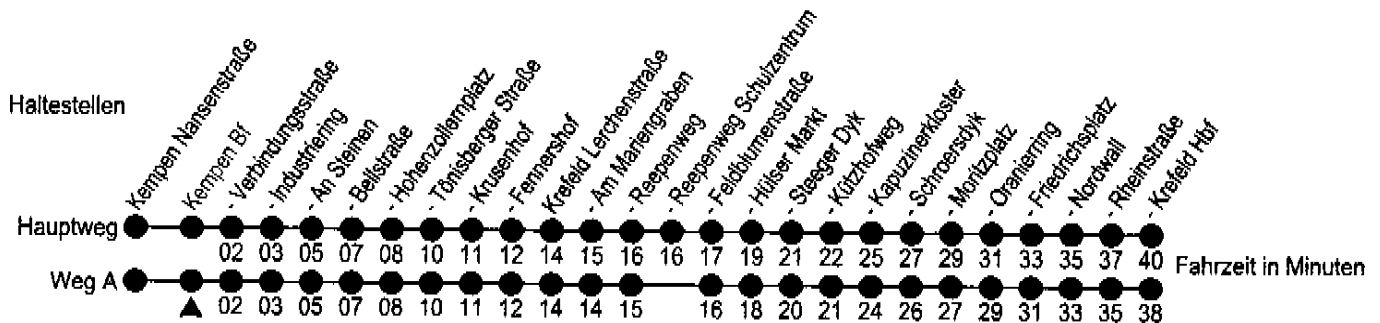 Haltestellen
Kempen Nansenstraße
Kempen Bf
- Verbindungsstraße
- Industriering
- An Steinen
- Bellstraße
- Hohenzollernplatz
- Tönisberger Straße
- Krusenhof
- Fennershof
Krefeld Lerchenstraße
- Am Mariengraben
- Reepenweg
- Reepenweg Schulzentrum
- Feldblumenstraße
- Hülser Markt
- Steeger Dyk
- Kützhofweg
- Kapuzinerkloster
- Schroersdyk
- Moritzplatz
- Oranierring
- Friedrichsplatz
- Nordwall
- Rheinstraße
- Krefeld Hbf
Hauptweg
02 03 05 07 08 10 11 12 14 15 16 16 17 19 21 22 25 27 29 31 33 35 37 40
Fahrzeit in Minuten
Weg A
02 03 05 07 08 10 11 12 14 14 15 16 18 20 21 24 26 27 29 31 33 35 38